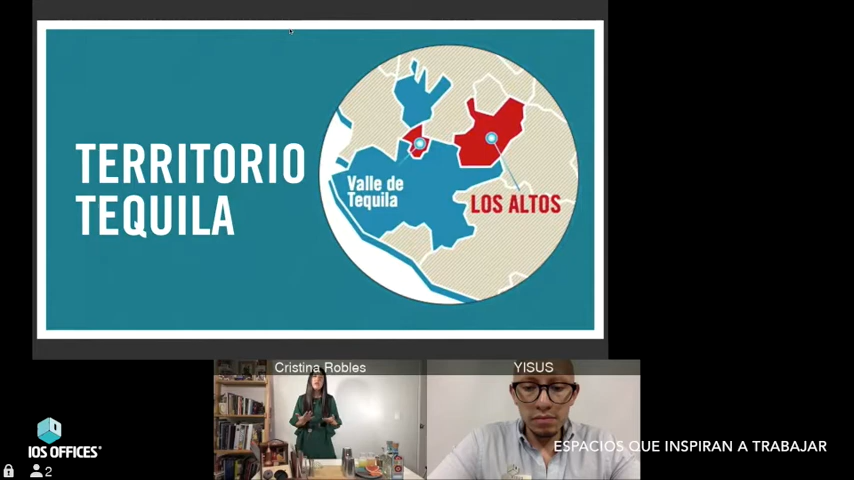 TERRITORIO
TEQUILA
Valle de
Tequila
LOS ALTOS
Cristina Robles
YISUS
IOS OFFICES
ESPACIOS QUE INSPIRAN A TRABAJAR
2